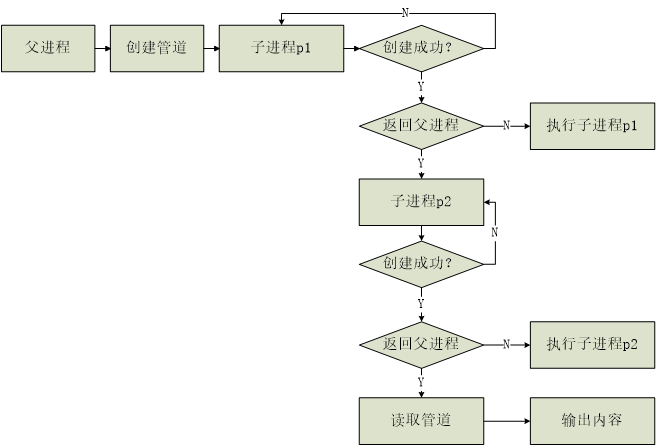 N
父进程
创建管道
子进程p1
创建成功?
Y
返回父进程
N
执行子进程p1
Y
子进程p2
N
创建成功?
Y
返回父进程
N
执行子进程p2
Y
读取管道
输出内容